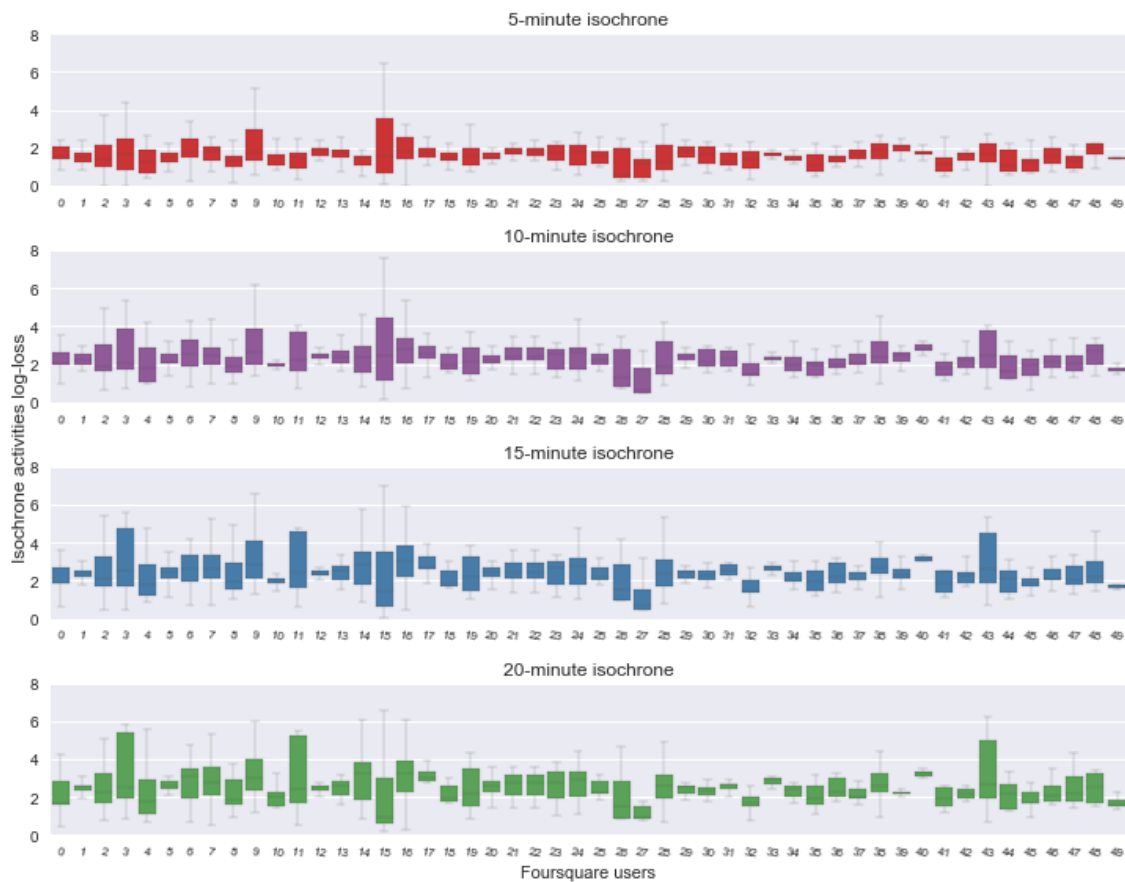 5-minute isochrone
8
6
4
2
0
0 1 2 3 4 5 6 7 8 9 10 11 12 13 14 15 16 17 18 19 20 21 22 23 24 25 26 27 28 29 30 31 32 33 34 35 36 37 38 39 40 41 42 43 44 45 46 47 48 49
10-minute isochrone
8
6
4
2
0
0 1 2 3 4 5 6 7 8 9 10 11 12 13 14 15 16 17 18 19 20 21 22 23 24 25 26 27 28 29 30 31 32 33 34 35 36 37 38 39 40 41 42 43 44 45 46 47 48 49
Isochrone activities log-loss
15-minute isochrone
8
6
4
2
0
0 1 2 3 4 5 6 7 8 9 10 11 12 13 14 15 16 17 18 19 20 21 22 23 24 25 26 27 28 29 30 31 32 33 34 35 36 37 38 39 40 41 42 43 44 45 46 47 48 49
20-minute isochrone
8
6
4
2
0
0 1 2 3 4 5 6 7 8 9 10 11 12 13 14 15 16 17 18 19 20 21 22 23 24 25 26 27 28 29 30 31 32 33 34 35 36 37 38 39 40 41 42 43 44 45 46 47 48 49
Foursquare users